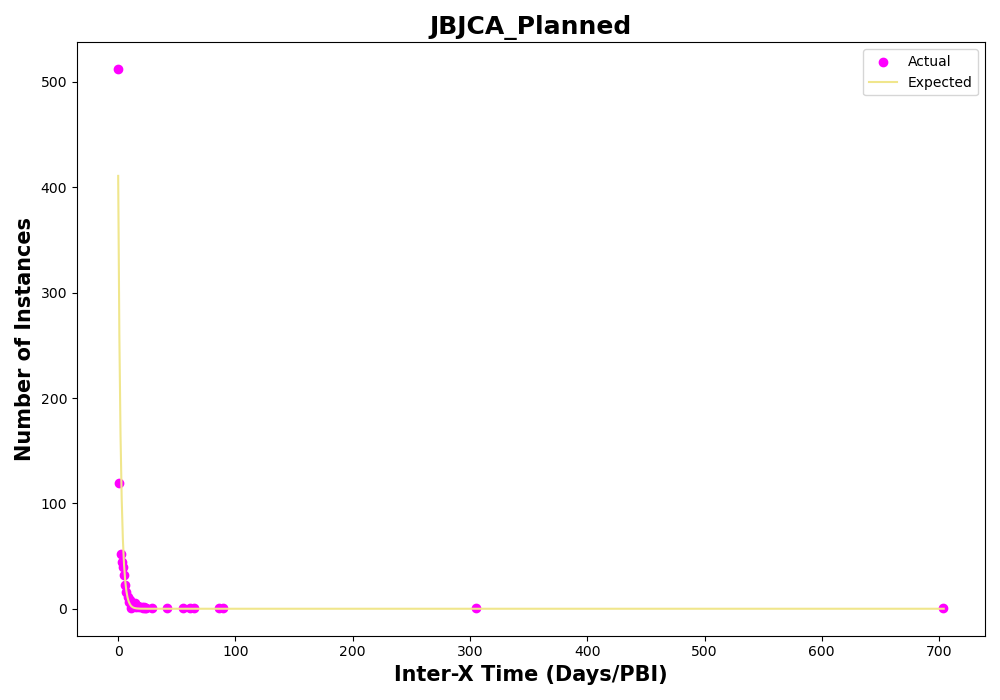 JBJCA_Planned
Actual
Expected
Number of Instances
500
400
300
200
100
0
0 100 200 300 400 500 600 700
Inter-X Time (Days/PBI)